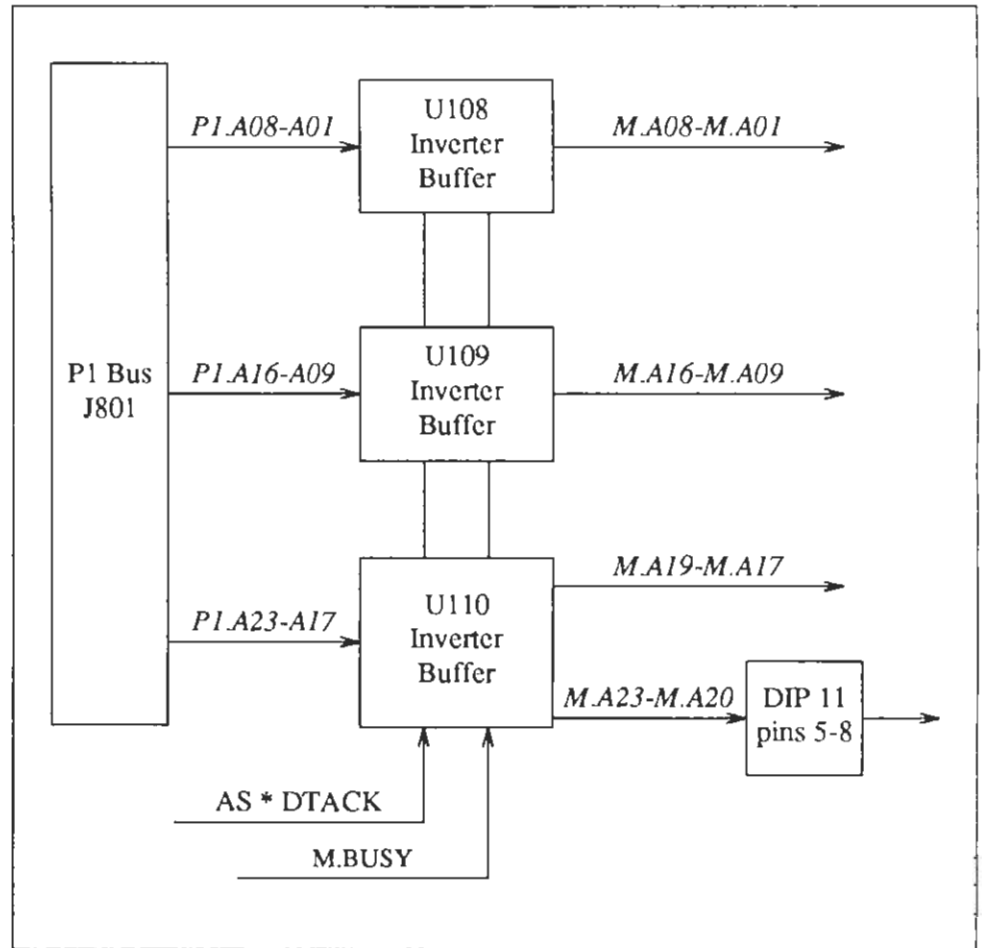 U108
Inverter
Buffer
P1.A08-A01
M.A08-M.A01
P1 Bus
J801
P1.A16-A09
U109
Inverter
Buffer
M.A16-M.A09
P1.A23-A17
U110
Inverter
Buffer
M.A19-M.A17
M.A23-M.A20
DIP 11
pins 5-8
AS * DTACK
M.BUSY